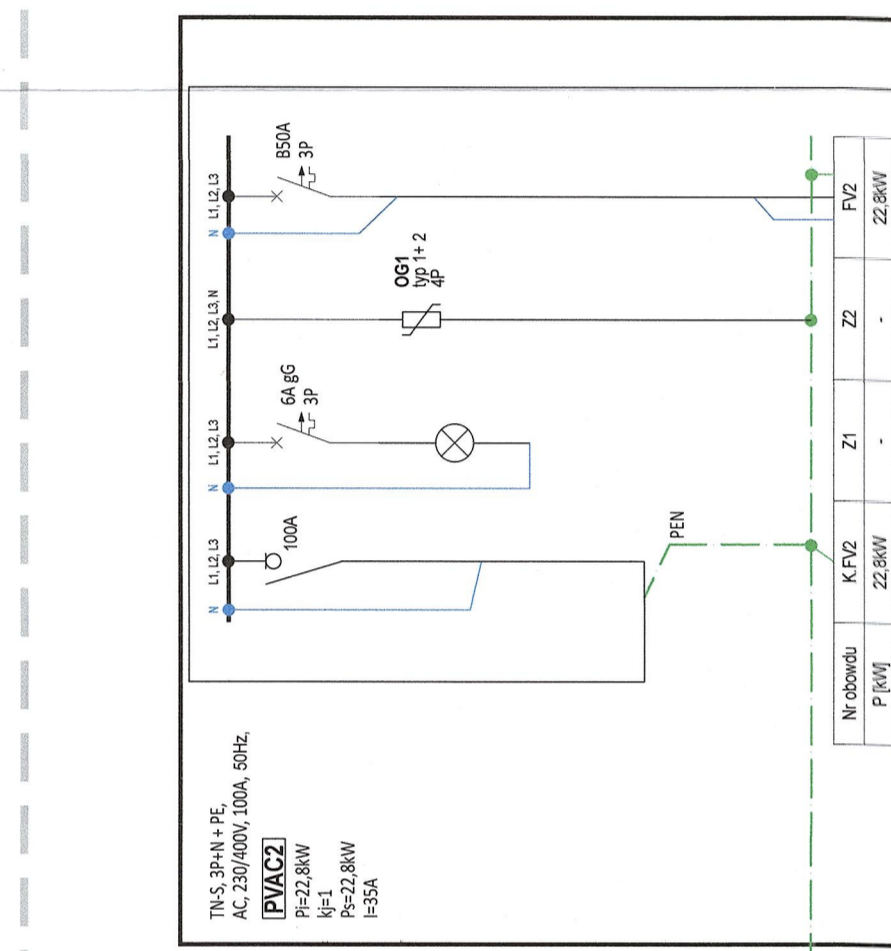 TN-S, 3P+N + PE,
AC, 230/400V, 100A, 50Hz,
PVAC2
Pi=22,8kW
kj=1
Ps=22,8kW
I=35A
N
L1, L2, L3
100A
PEN
N
L1, L2, L3
6A gG
3P
L1, L2, L3, N
OG1
typ 1+ 2
4P
N
L1, L2, L3
B50A
3P
Nr obowdu
K.FV2
Z1
Z2
FV2
P [kW]
22,8kW
-
-
22,8kW